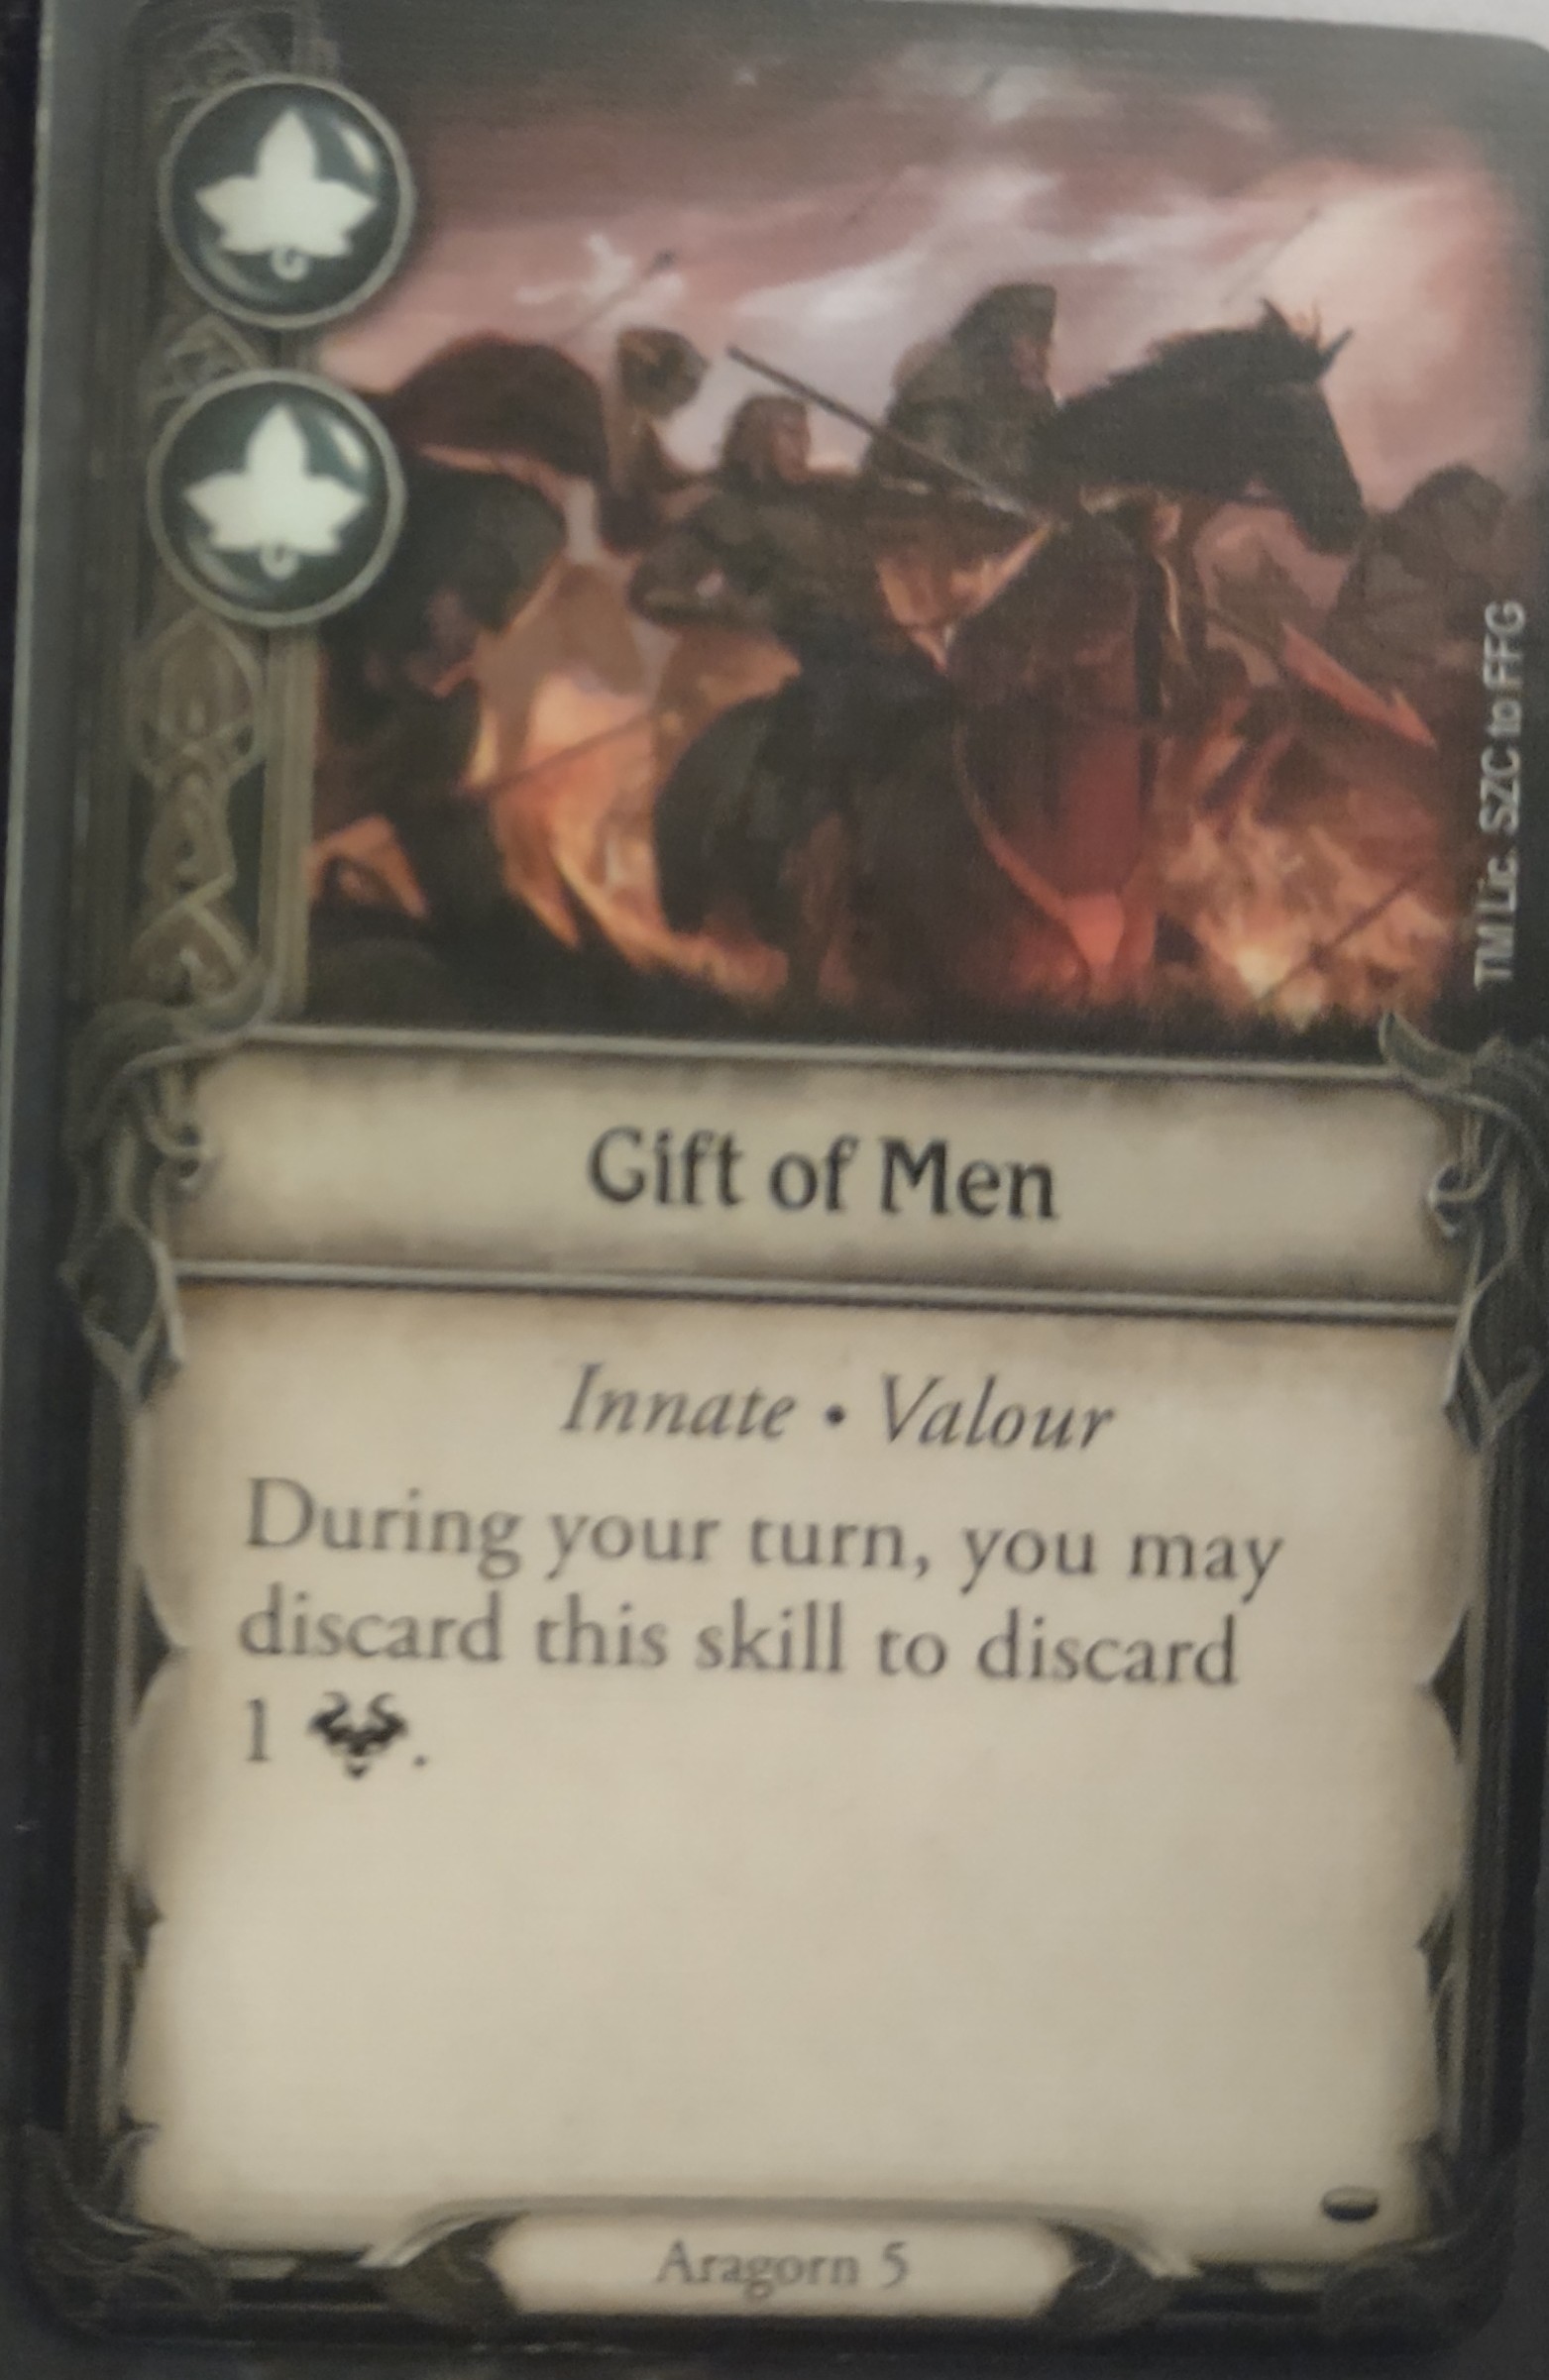 TM Lic. SZC to FFG
Gift of Men
Innate • Valour
During your turn, you may
discard this skill to discard
1 .
Aragorn 5